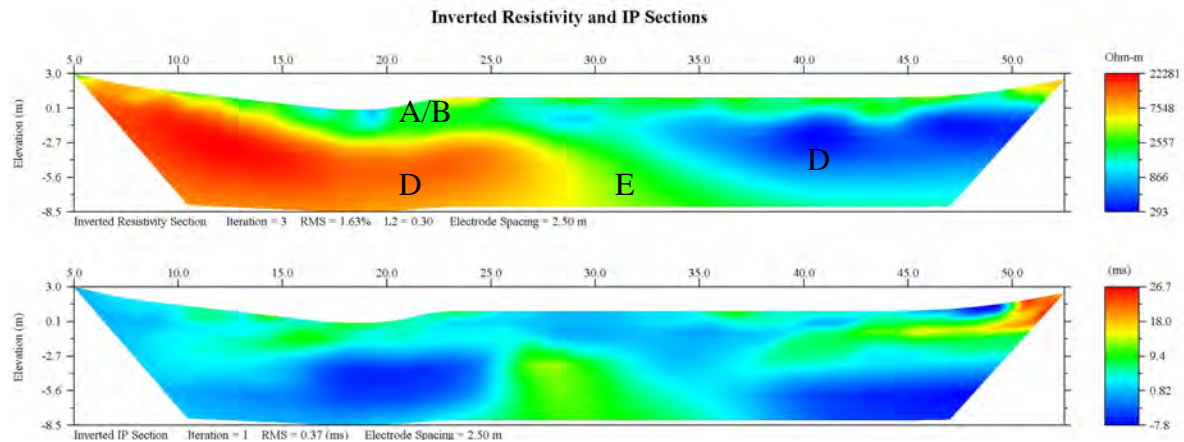 Inverted Resistivity and IP Sections
5.0 10.0 15.0 20.0 25.0 30.0 35.0 40.0 45.0 50.0 Ohm-m
3.0 22281
0.1 A/B 7548
Elevation (m) -2.7 D 2557
-5.6 D E 866
-8.5 293
Inverted Resistivity Section Iteration = 3 RMS = 1.63% L2 = 0.30 Electrode Spacing = 2.50 m
5.0 10.0 15.0 20.0 25.0 30.0 35.0 40.0 45.0 50.0 (ms)
3.0 26.7
0.1 18.0
Elevation (m) -2.7 9.4
-5.6 0.82
-8.5 -7.8
Inverted IP Section Iteration = 1 RMS = 0.37 (ms) Electrode Spacing = 2.50 m